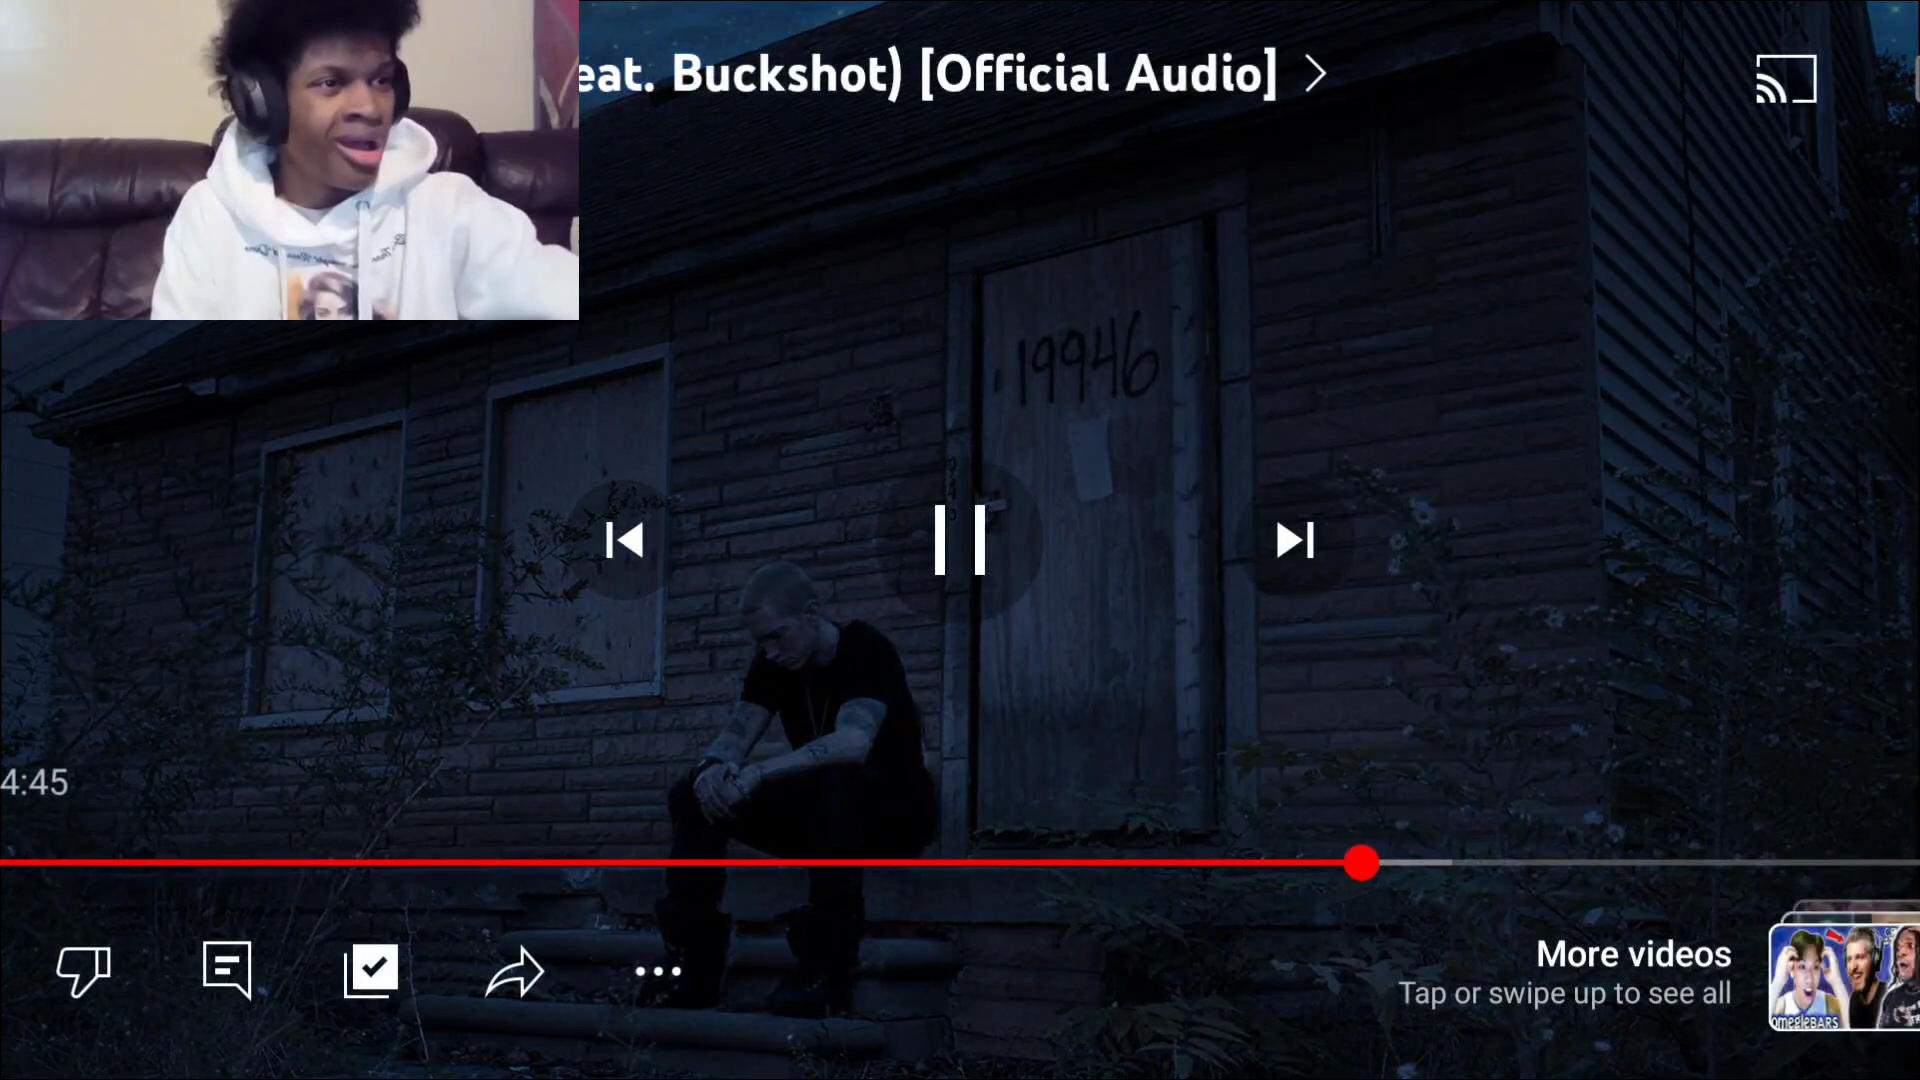 eat. Buckshot) [Official Audio]
19946
4:45
More videos
Tap or swipe up to see all
omegleBARS